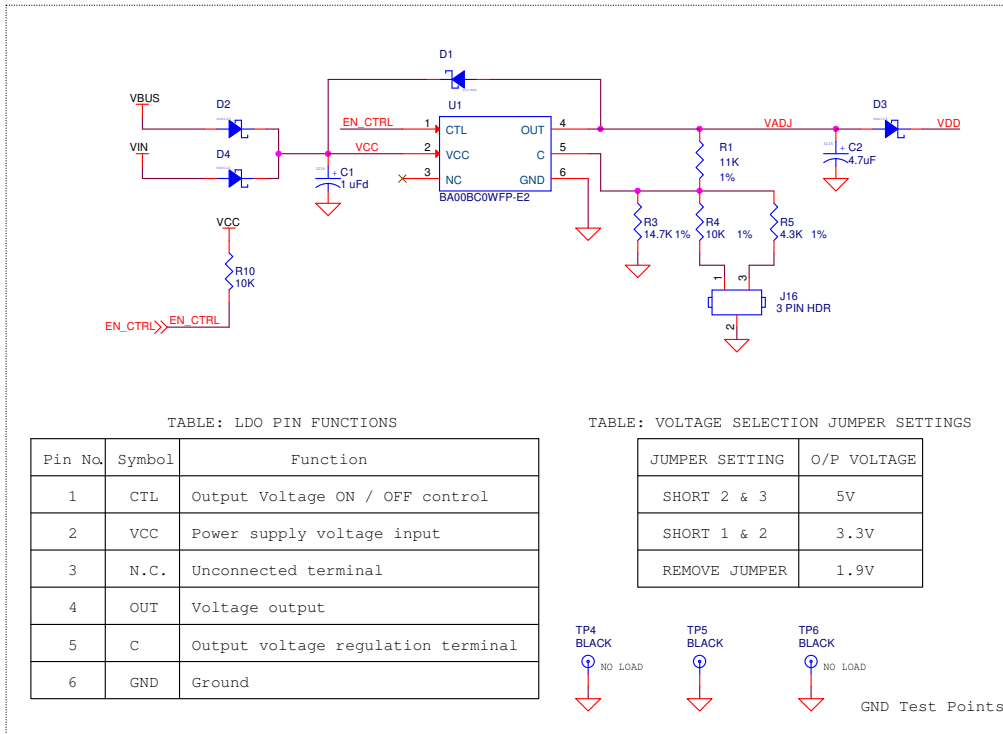 D1
U1
VBUS
D2
EN_CTRL
1
CTL
OUT
4
VADJ
D3
VDD
VIN
D4
VCC
2
VCC
C
5
R1
11K
1%
C2
4.7uF
C1
1 uFd
3
NC
GND
6
BA00BC0WFP-E2
VCC
R3
14.7K 1%
R4
10K 1%
R5
4.3K 1%
R10
10K
1
3
J16
3 PIN HDR
2
EN_CTRL
EN_CTRL
TABLE: LDO PIN FUNCTIONS
Pin No. Symbol Function
1 CTL Output Voltage ON / OFF control
2 VCC Power supply voltage input
3 N.C. Unconnected terminal
4 OUT Voltage output
5 C Output voltage regulation terminal
6 GND Ground
TABLE: VOLTAGE SELECTION JUMPER SETTINGS
JUMPER SETTING O/P VOLTAGE
SHORT 2 & 3 5V
SHORT 1 & 2 3.3V
REMOVE JUMPER 1.9V
TP4
BLACK
NO LOAD
TP5
BLACK
TP6
BLACK
NO LOAD
GND Test Points